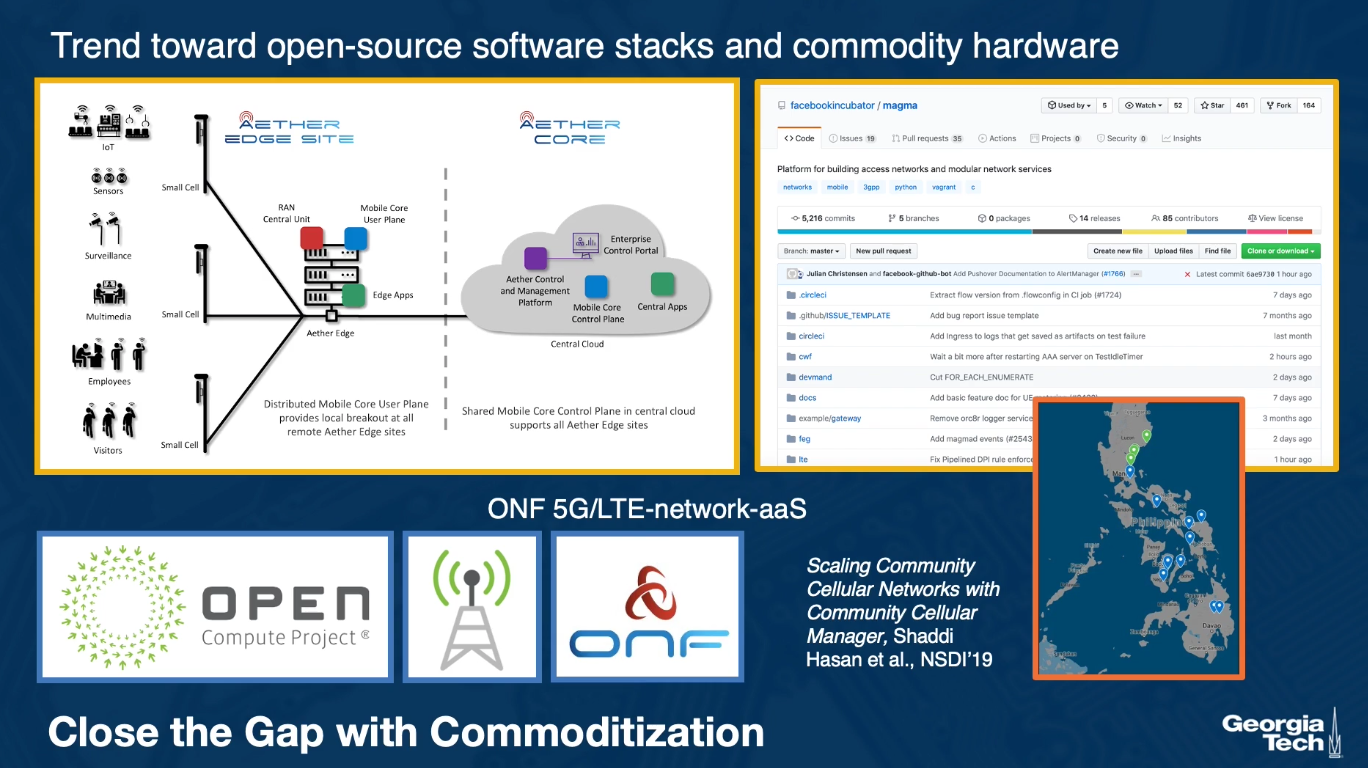 Trend toward open-source software stacks and commodity hardware
AETHER
EDGE SITE
AETHER
CORE
IoT
Sensors
Surveillance
Multimedia
Employees
Visitors
Small Cell
Small Cell
Small Cell
RAN
Central Unit
Mobile Core
User Plane
Edge Apps
Aether Edge
Enterprise
Control Portal
Aether Control
and Management
Platform
Mobile Core
Control Plane
Central Apps
Central Cloud
Distributed Mobile Core User Plane
provides local breakout at all
remote Aether Edge sites
Shared Mobile Core Control Plane in central cloud
supports all Aether Edge sites
facebookincubator / magma
Used by 5 Watch 52 Star 461 Fork 164
Code Issues 19 Pull requests 35 Actions Projects 0 Security 0 Insights
Platform for building access networks and modular network services
networks mobile 3gpp python vagrant c
5,216 commits 5 branches 0 packages 14 releases 85 contributors View license
Branch: master New pull request Create new file Upload files Find file Clone or download
Julian Christensen and facebook-github-bot Add Pushover Documentation to AlertManager (#1766) ... Latest commit 6ae9730 1 hour ago
.circleci Extract flow version from .flowconfig in CI job (#1724) 7 days ago
.github/ISSUE_TEMPLATE Add bug report issue template 7 months ago
circleci Add Ingress to logs that get saved as artifacts on test failure last month
cwf Wait a bit more after restarting AAA server on TestIdleTimer 2 hours ago
devmand Cut FOR_EACH_ENUMERATE 2 days ago
docs Add basic feature doc for UE 7 days ago
example/gateway Remove orc8r logger service 3 months ago
feg Add magmad events (#2543 2 days ago
lte Fix Pipelined DPI rule enforce 1 hour ago
Luzon
Philippin
Davao
ONF 5G/LTE-network-aaS
OPEN
Compute Project ®
ONF
Scaling Community
Cellular Networks with
Community Cellular
Manager, Shaddi
Hasan et al., NSDI'19
Close the Gap with Commoditization
Georgia
Tech